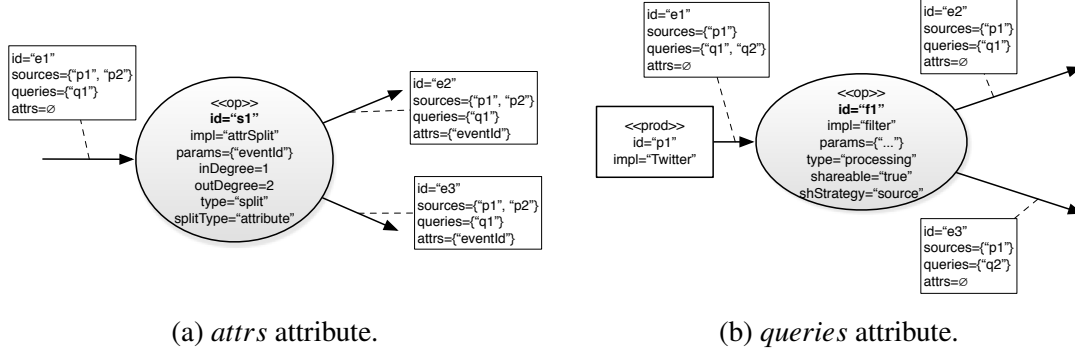 id="e1"
sources={"p1", "p2"}
queries={"q1"}
attrs=∅
<<op>>
id="s1"
impl="attrSplit"
params={"eventId"}
inDegree=1
outDegree=2
type="split"
splitType="attribute"
id="e2"
sources={"p1", "p2"}
queries={"q1"}
attrs={"eventId"}
id="e3"
sources={"p1", "p2"}
queries={"q1"}
attrs={"eventId"}
(a) attrs attribute.
id="e1"
sources={"p1"}
queries={"q1", "q2"}
attrs=∅
<<prod>>
id="p1"
impl="Twitter"
<<op>>
id="f1"
impl="filter"
params={"..."}
type="processing"
shareable="true"
shStrategy="source"
id="e2"
sources={"p1"}
queries={"q1"}
attrs=∅
id="e3"
sources={"p1"}
queries={"q2"}
attrs=∅
(b) queries attribute.